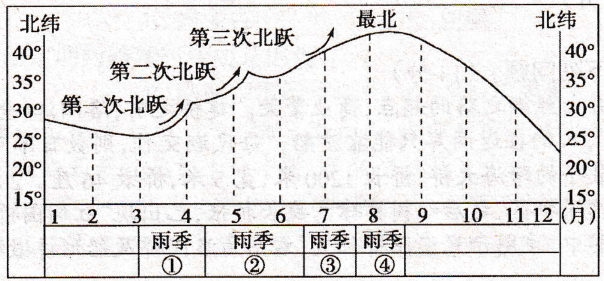 北纬 最北 北纬
第三次北跃
40° 40°
第二次北跃
35° 35°
第一次北跃
30° 30°
25° 25°
20° 20°
15° 15°
1 2 3 4 5 6 7 8 9 10 11 12 (月)
雨季 雨季 雨季 雨季
① ② ③ ④